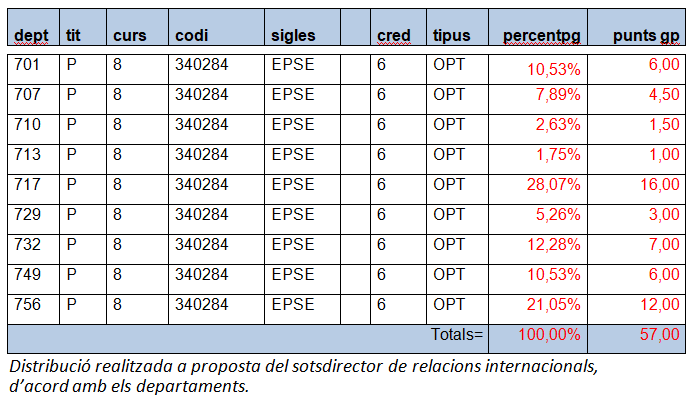 dept tit curs codi sigles cred tipus percentpg punts gp
701 P 8 340284 EPSE 6 OPT 10,53% 6,00
707 P 8 340284 EPSE 6 OPT 7,89% 4,50
710 P 8 340284 EPSE 6 OPT 2,63% 1,50
713 P 8 340284 EPSE 6 OPT 1,75% 1,00
717 P 8 340284 EPSE 6 OPT 28,07% 16,00
729 P 8 340284 EPSE 6 OPT 5,26% 3,00
732 P 8 340284 EPSE 6 OPT 12,28% 7,00
749 P 8 340284 EPSE 6 OPT 10,53% 6,00
756 P 8 340284 EPSE 6 OPT 21,05% 12,00
Totals= 100,00% 57,00
Distribució realitzada a proposta del sotsdirector de relacions internacionals,
d’acord amb els departaments.